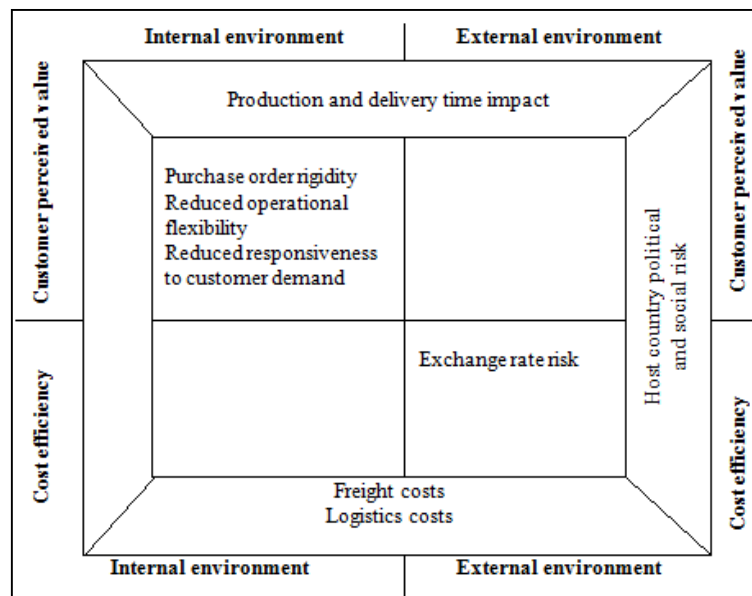 Internal environment
External environment
Customer perceived value
Customer perceived value
Production and delivery time impact
Purchase order rigidity
Reduced operational
flexibility
Reduced responsiveness
to customer demand
Host country political
and social risk
Exchange rate risk
Cost efficiency
Cost efficiency
Freight costs
Logistics costs
Internal environment
External environment